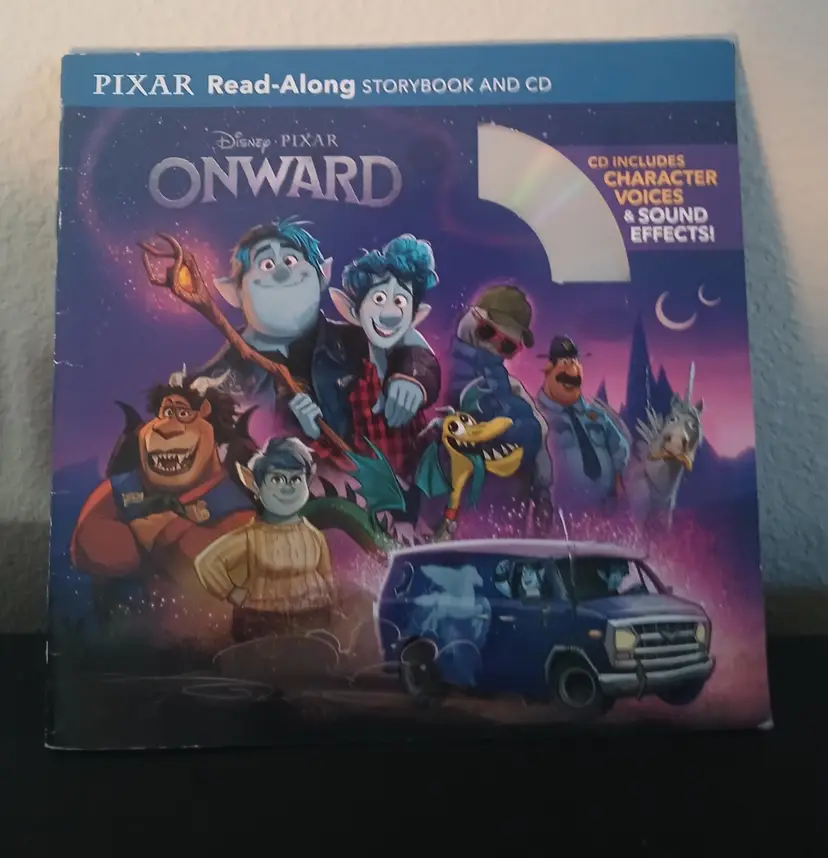 PIXAR Read-Along STORYBOOK AND CD
Disney · PIXAR
ONWARD
CD INCLUDES
CHARACTER
VOICES
& SOUND
EFFECTS!